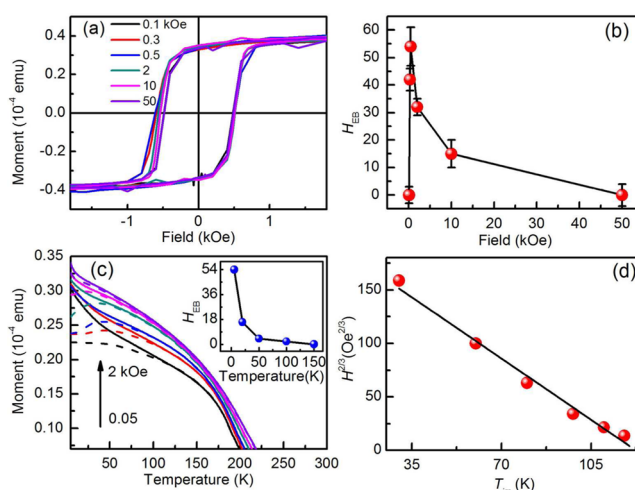 (a)
0.1 kOe
0.3
0.5
2
10
50
0.4
0.2
0.0
-0.2
-0.4
Moment (10⁻⁴ emu)
-1 0 1
Field (kOe)
(b)
60
50
40
30
20
10
0
H_EB
0 10 20 30 40 50
Field (kOe)
(c)
0.35
0.30
0.25
0.20
0.15
0.10
Moment (10⁻⁴ emu)
2 kOe
0.05
50 100 150 200 250 300
Temperature (K)
54
36
18
0
H_EB
0 50 100 150
Temperature(K)
(d)
200
150
100
50
0
H²/³(Oe²/³)
35 70 105
(K)